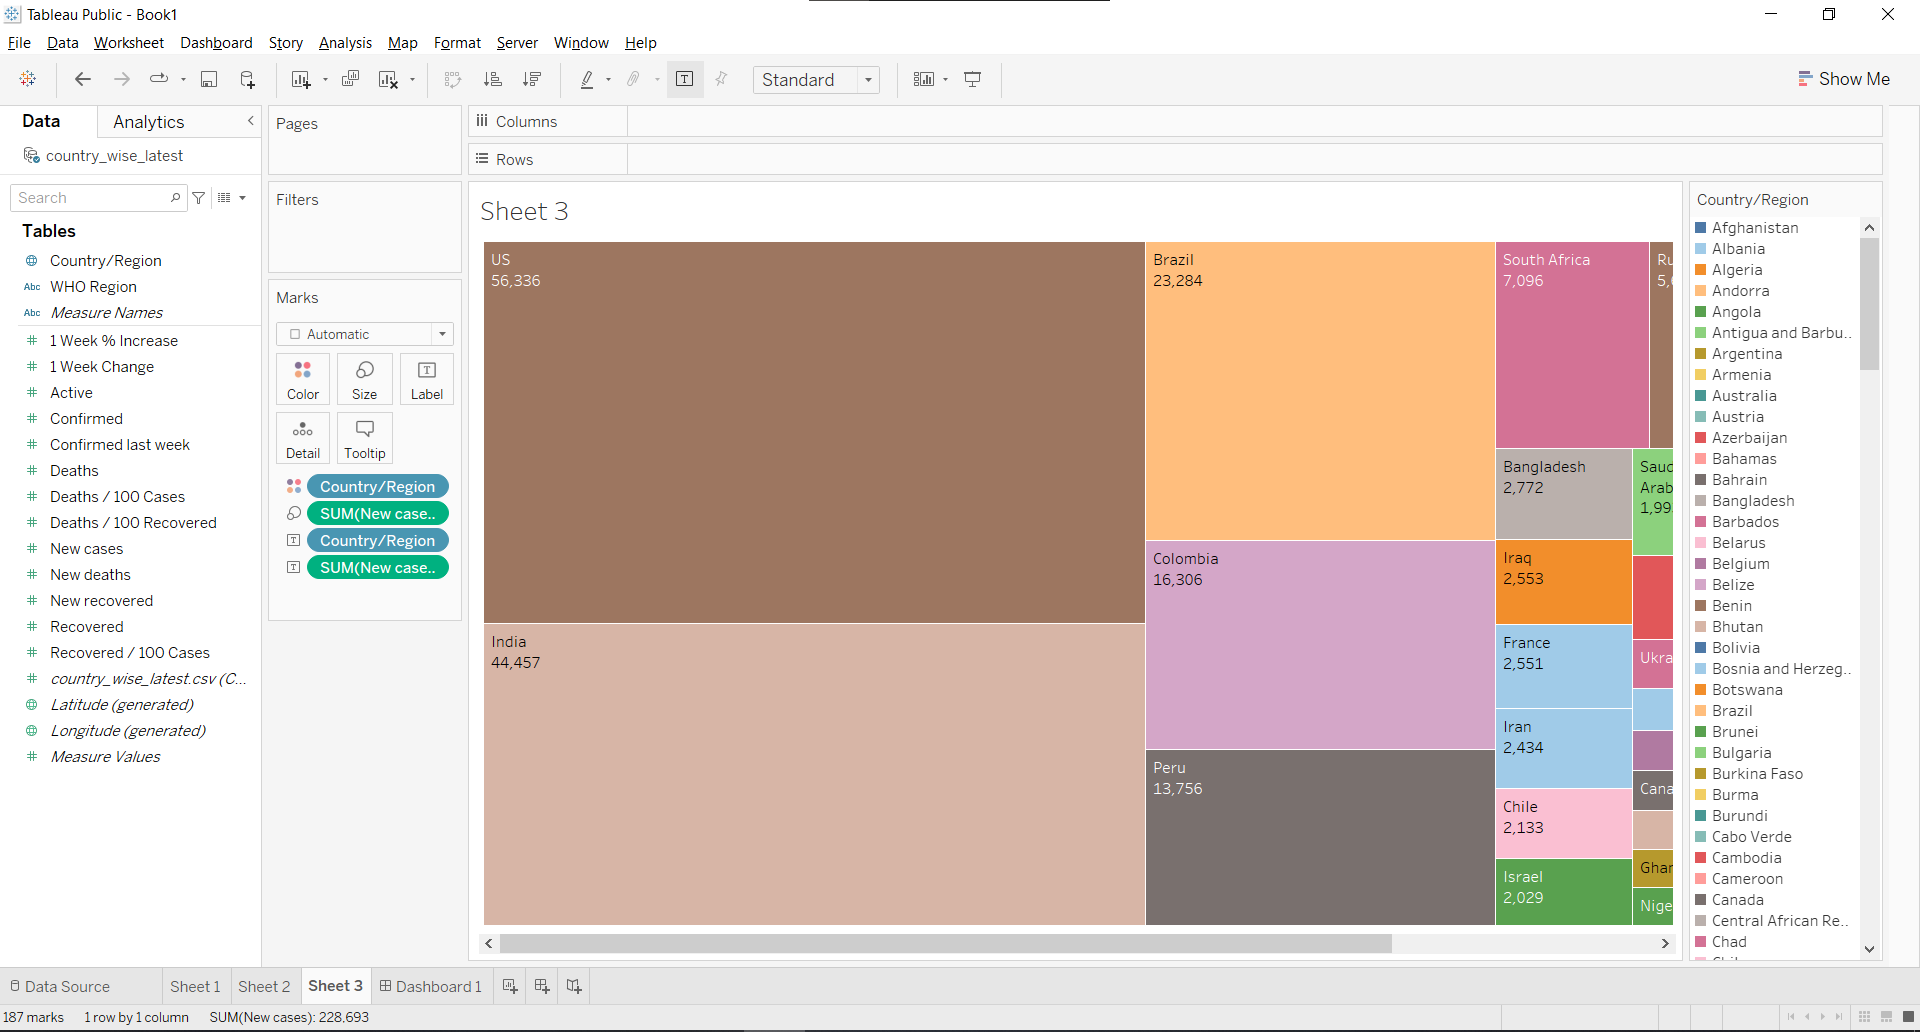 Tableau Public - Book1
File Data Worksheet Dashboard Story Analysis Map Format Server Window Help
Standard
Show Me
Data Analytics
country_wise_latest
Search
Tables
Country/Region
Abc WHO Region
Abc Measure Names
1 Week % Increase
1 Week Change
Active
Confirmed
Confirmed last week
Deaths
Deaths / 100 Cases
Deaths / 100 Recovered
New cases
New deaths
New recovered
Recovered
Recovered / 100 Cases
country_wise_latest.csv (C...
Latitude (generated)
Longitude (generated)
Measure Values
Pages
Filters
Marks
Automatic
Color Size Label
Detail Tooltip
Country/Region
SUM(New case..
Country/Region
SUM(New case..
Columns
Rows
Sheet 3
US
56,336
India
44,457
Brazil
23,284
Colombia
16,306
Peru
13,756
South Africa
7,096
Ru
5,6
Bangladesh
2,772
Saud
Arab
1,99
Iraq
2,553
France
2,551
Ukra
Iran
2,434
Cana
Chile
2,133
Ghan
Israel
2,029
Nige
Country/Region
Afghanistan
Albania
Algeria
Andorra
Angola
Antigua and Barbu..
Argentina
Armenia
Australia
Austria
Azerbaijan
Bahamas
Bahrain
Bangladesh
Barbados
Belarus
Belgium
Belize
Benin
Bhutan
Bolivia
Bosnia and Herzeg..
Botswana
Brazil
Brunei
Bulgaria
Burkina Faso
Burma
Burundi
Cabo Verde
Cambodia
Cameroon
Canada
Central African Re..
Chad
Data Source Sheet 1 Sheet 2 Sheet 3 Dashboard 1
187 marks 1 row by 1 column SUM(New cases): 228,693